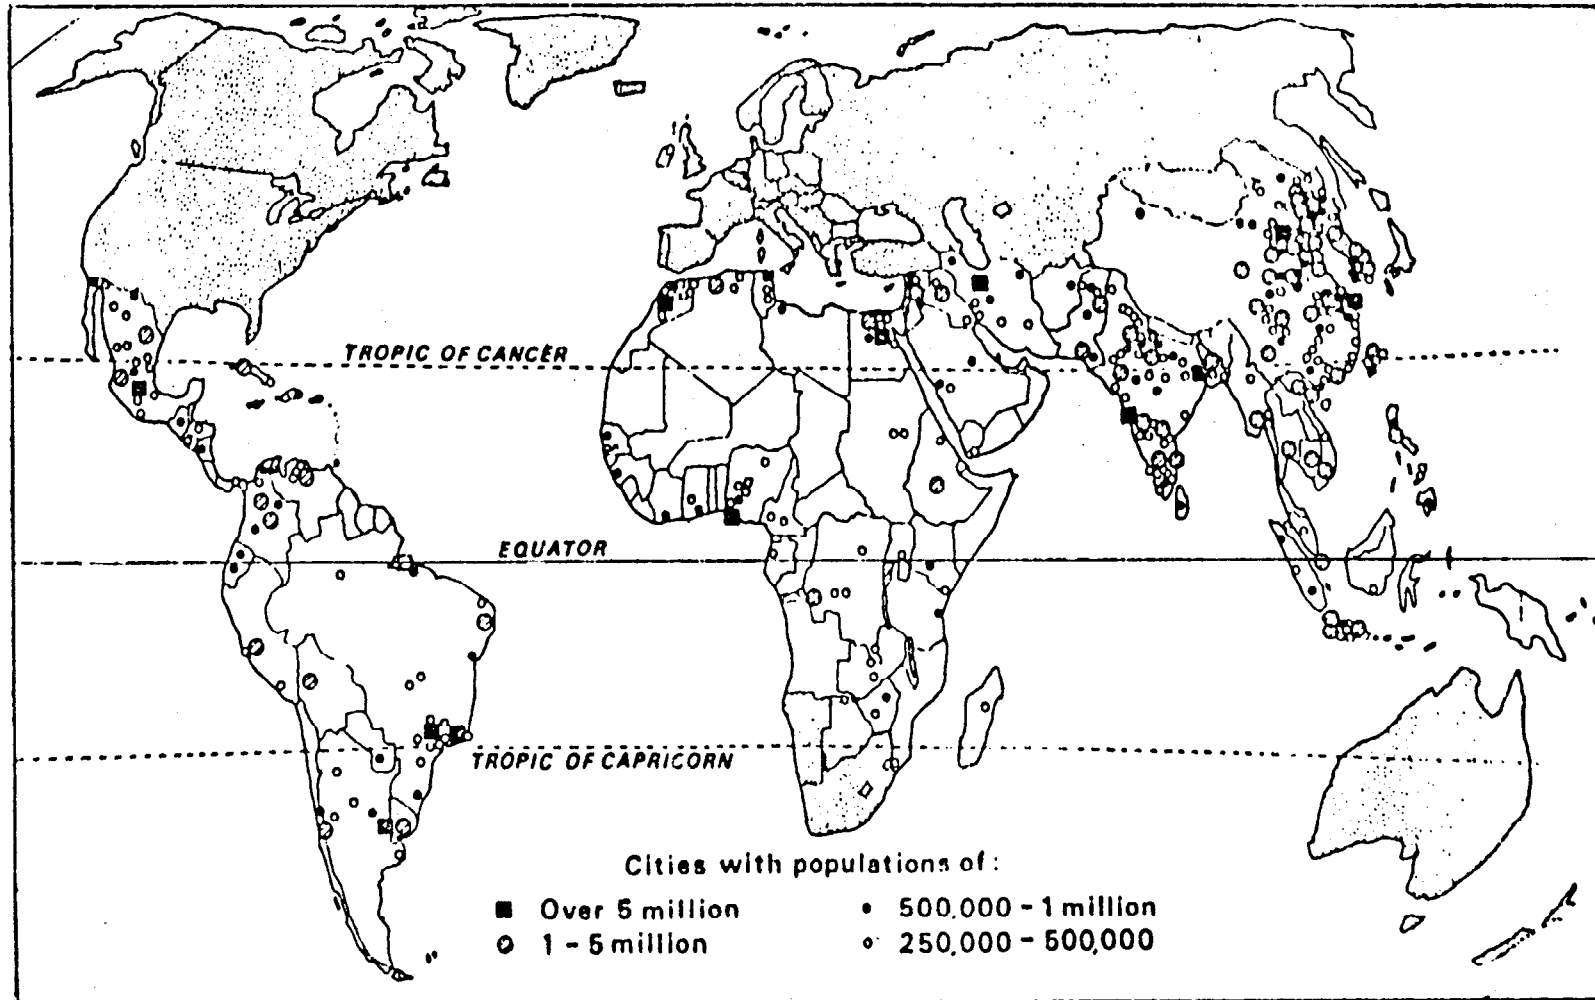 TROPIC OF CANCER
EQUATOR
TROPIC OF CAPRICORN
Cities with populations of:
Over 5 million
500,000 - 1 million
1 - 5 million
250,000 - 500,000